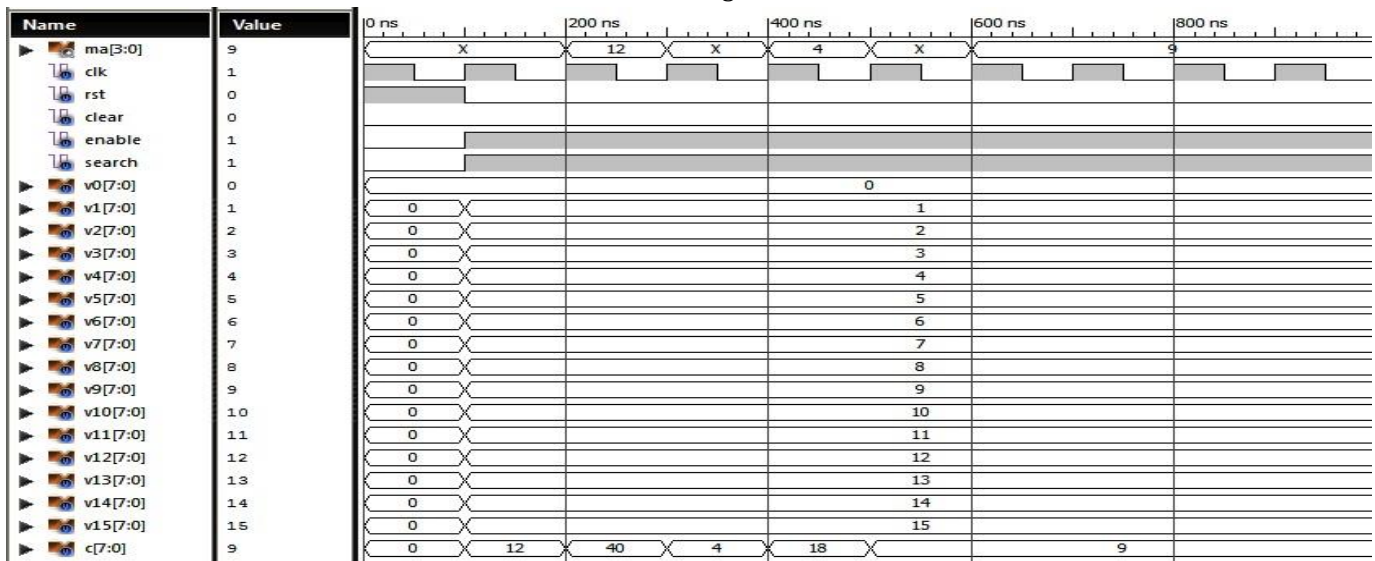 Name Value 0 ns 200 ns 400 ns 600 ns 800 ns
ma[3:0] 9 X 12 X 4 X 9
clk 1
rst 0
clear 0
enable 1
search 1
v0[7:0] 0 0
v1[7:0] 1 0 1
v2[7:0] 2 0 2
v3[7:0] 3 0 3
v4[7:0] 4 0 4
v5[7:0] 5 0 5
v6[7:0] 6 0 6
v7[7:0] 7 0 7
v8[7:0] 8 0 8
v9[7:0] 9 0 9
v10[7:0] 10 0 10
v11[7:0] 11 0 11
v12[7:0] 12 0 12
v13[7:0] 13 0 13
v14[7:0] 14 0 14
v15[7:0] 15 0 15
c[7:0] 9 0 12 40 4 18 9